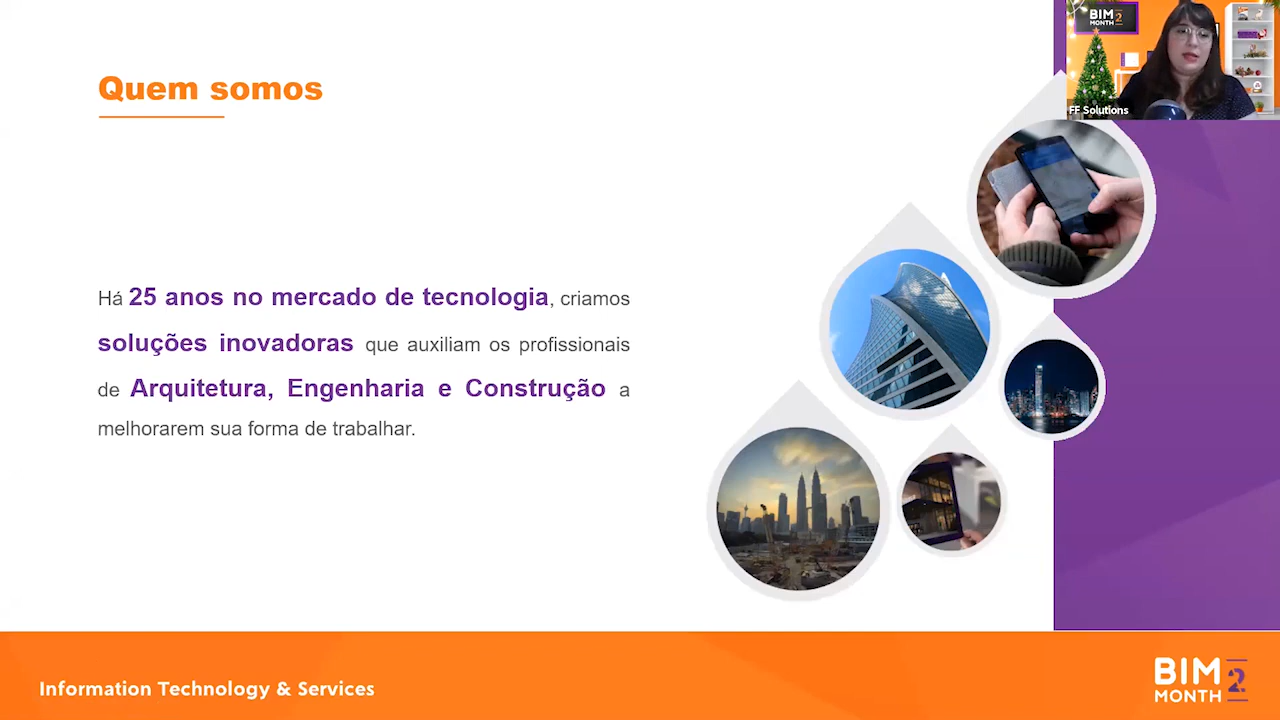 Quem somos
Há 25 anos no mercado de tecnologia, criamos
soluções inovadoras que auxiliam os profissionais
de Arquitetura, Engenharia e Construção a
melhorarem sua forma de trabalhar.
BIM 2
MONTH
FF Solutions
Information Technology & Services
BIM 2
MONTH